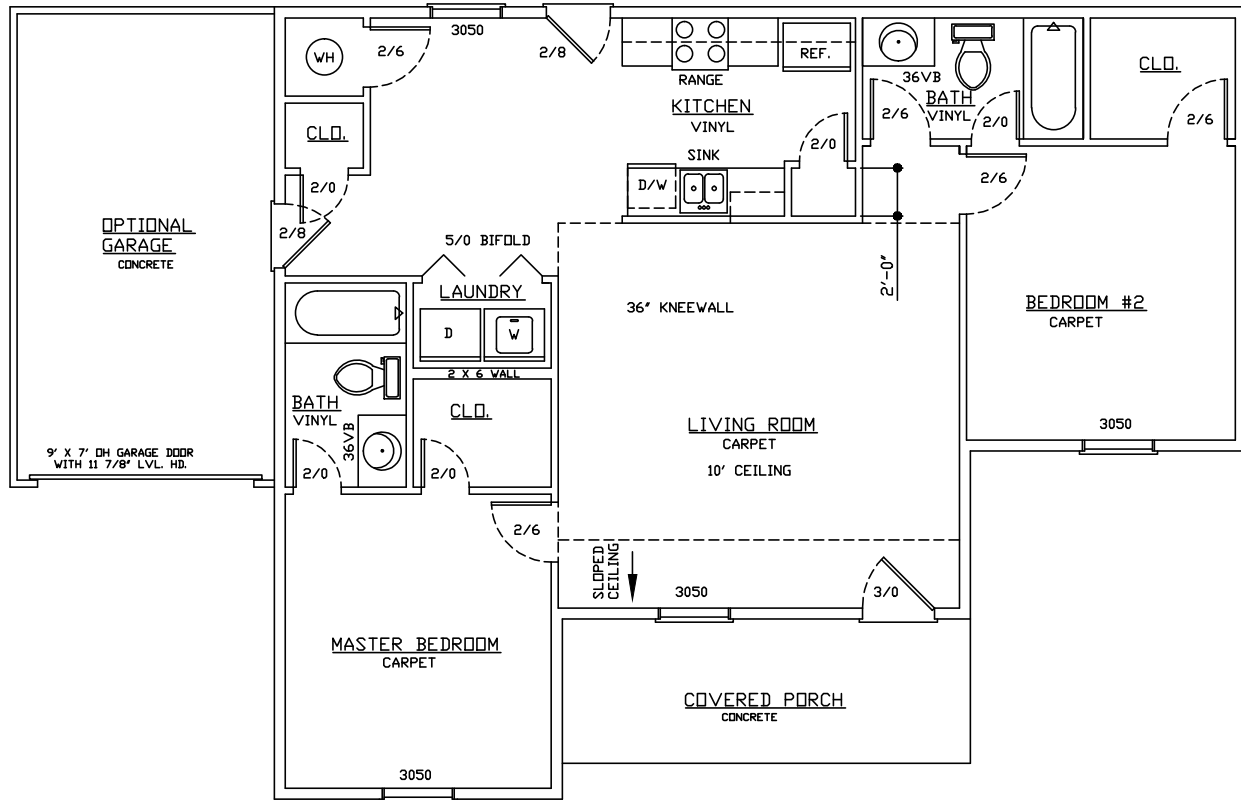 3050
2/8
WH
2/6
REF.
RANGE
36VB
BATH
VINYL
CLO.
KITCHEN
VINYL
2/6
2/0
2/6
CLO.
2/0
SINK
D/W
2/6
2/0
2/8
OPTIONAL
GARAGE
CONCRETE
5/0 BIFOLD
2'-0"
LAUNDRY
D
W
36" KNEEWALL
BEDROOM #2
CARPET
2 X 6 WALL
BATH
VINYL
36VB
CLO.
LIVING ROOM
CARPET
10' CEILING
3050
9' X 7' OH GARAGE DOOR
WITH 11 7/8" LVL. HD.
2/0
2/0
2/6
SLOPED
CEILING
3050
3/0
MASTER BEDROOM
CARPET
COVERED PORCH
CONCRETE
3050